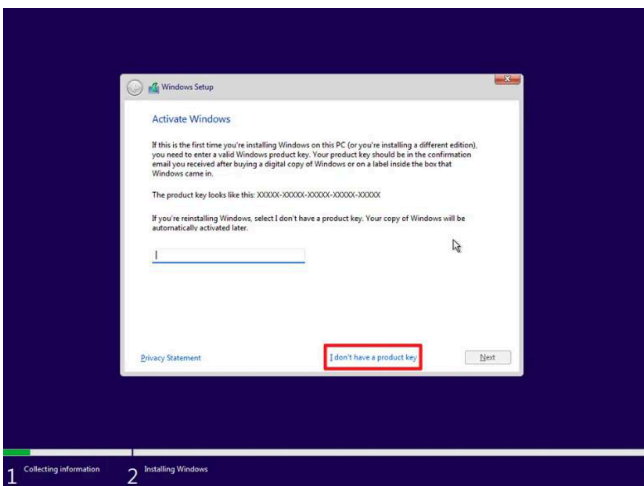 Windows Setup
Activate Windows
If this is the first time you're installing Windows on this PC (or you're installing a different edition),
you need to enter a valid Windows product key. Your product key should be in the confirmation
email you received after buying a digital copy of Windows or on a label inside the box that
Windows came in.
The product key looks like this: XXXXX-XXXXX-XXXXX-XXXXX-XXXXX
If you're reinstalling Windows, select I don't have a product key. Your copy of Windows will be
automatically activated later.
Privacy Statement
I don't have a product key
Next
1 Collecting information
2 Installing Windows